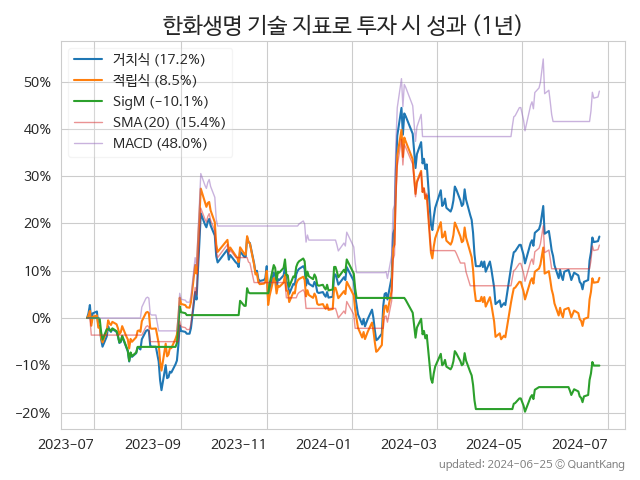 한화생명 기술 지표로 투자 시 성과 (1년)
거치식 (17.2%)
적립식 (8.5%)
SigM (−10.1%)
SMA(20) (15.4%)
MACD (48.0%)
50%
40%
30%
20%
10%
0%
−10%
−20%
2023-07 2023-09 2023-11 2024-01 2024-03 2024-05 2024-07
updated: 2024-06-25 © QuantKang